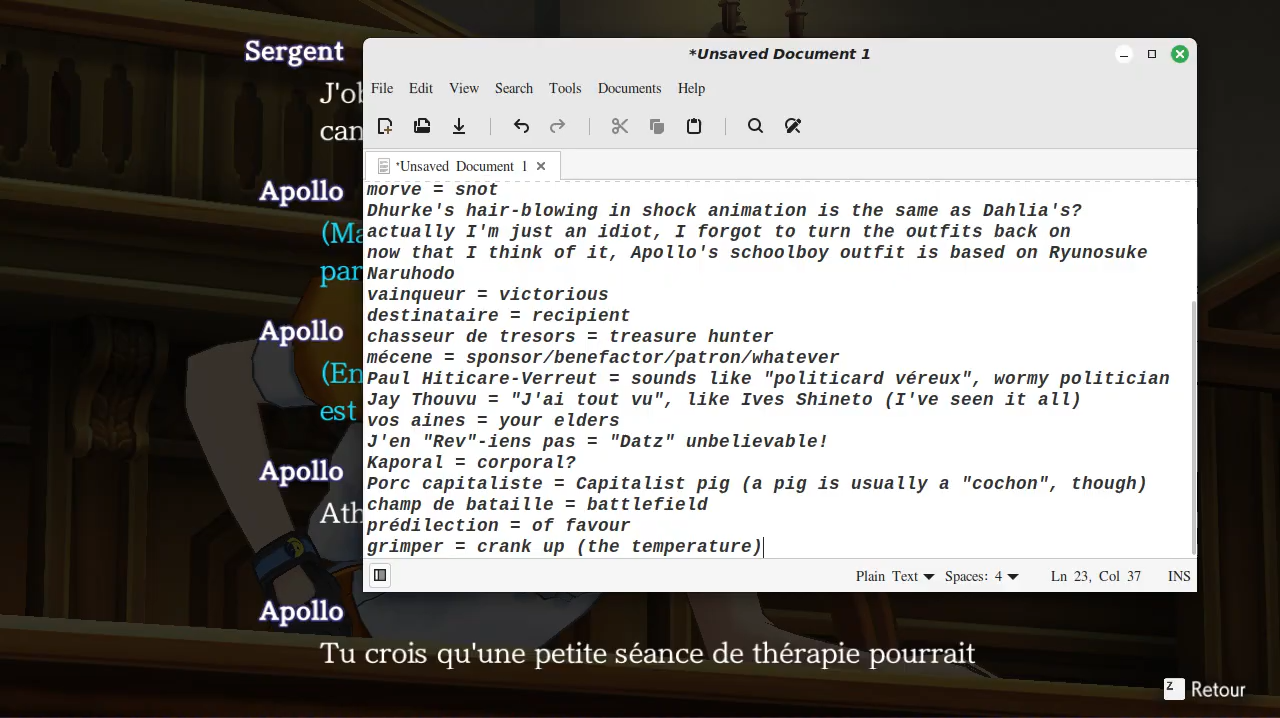 Sergent
J'ob
can
Apollo
(Ma
par
Apollo
(En
est
Apollo
Ath
Apollo
Tu crois qu'une petite séance de thérapie pourrait
Z Retour
*Unsaved Document 1
File Edit View Search Tools Documents Help
*Unsaved Document 1
morve = snot
Dhurke's hair-blowing in shock animation is the same as Dahlia's?
actually I'm just an idiot, I forgot to turn the outfits back on
now that I think of it, Apollo's schoolboy outfit is based on Ryunosuke
Naruhodo
vainqueur = victorious
destinataire = recipient
chasseur de tresors = treasure hunter
mécene = sponsor/benefactor/patron/whatever
Paul Hiticare-Verreut = sounds like "politicard véreux", wormy politician
Jay Thouvu = "J'ai tout vu", like Ives Shineto (I've seen it all)
vos aines = your elders
J'en "Rev"-iens pas = "Datz" unbelievable!
Kaporal = corporal?
Porc capitaliste = Capitalist pig (a pig is usually a "cochon", though)
champ de bataille = battlefield
prédilection = of favour
grimper = crank up (the temperature)
Plain Text Spaces: 4 Ln 23, Col 37 INS